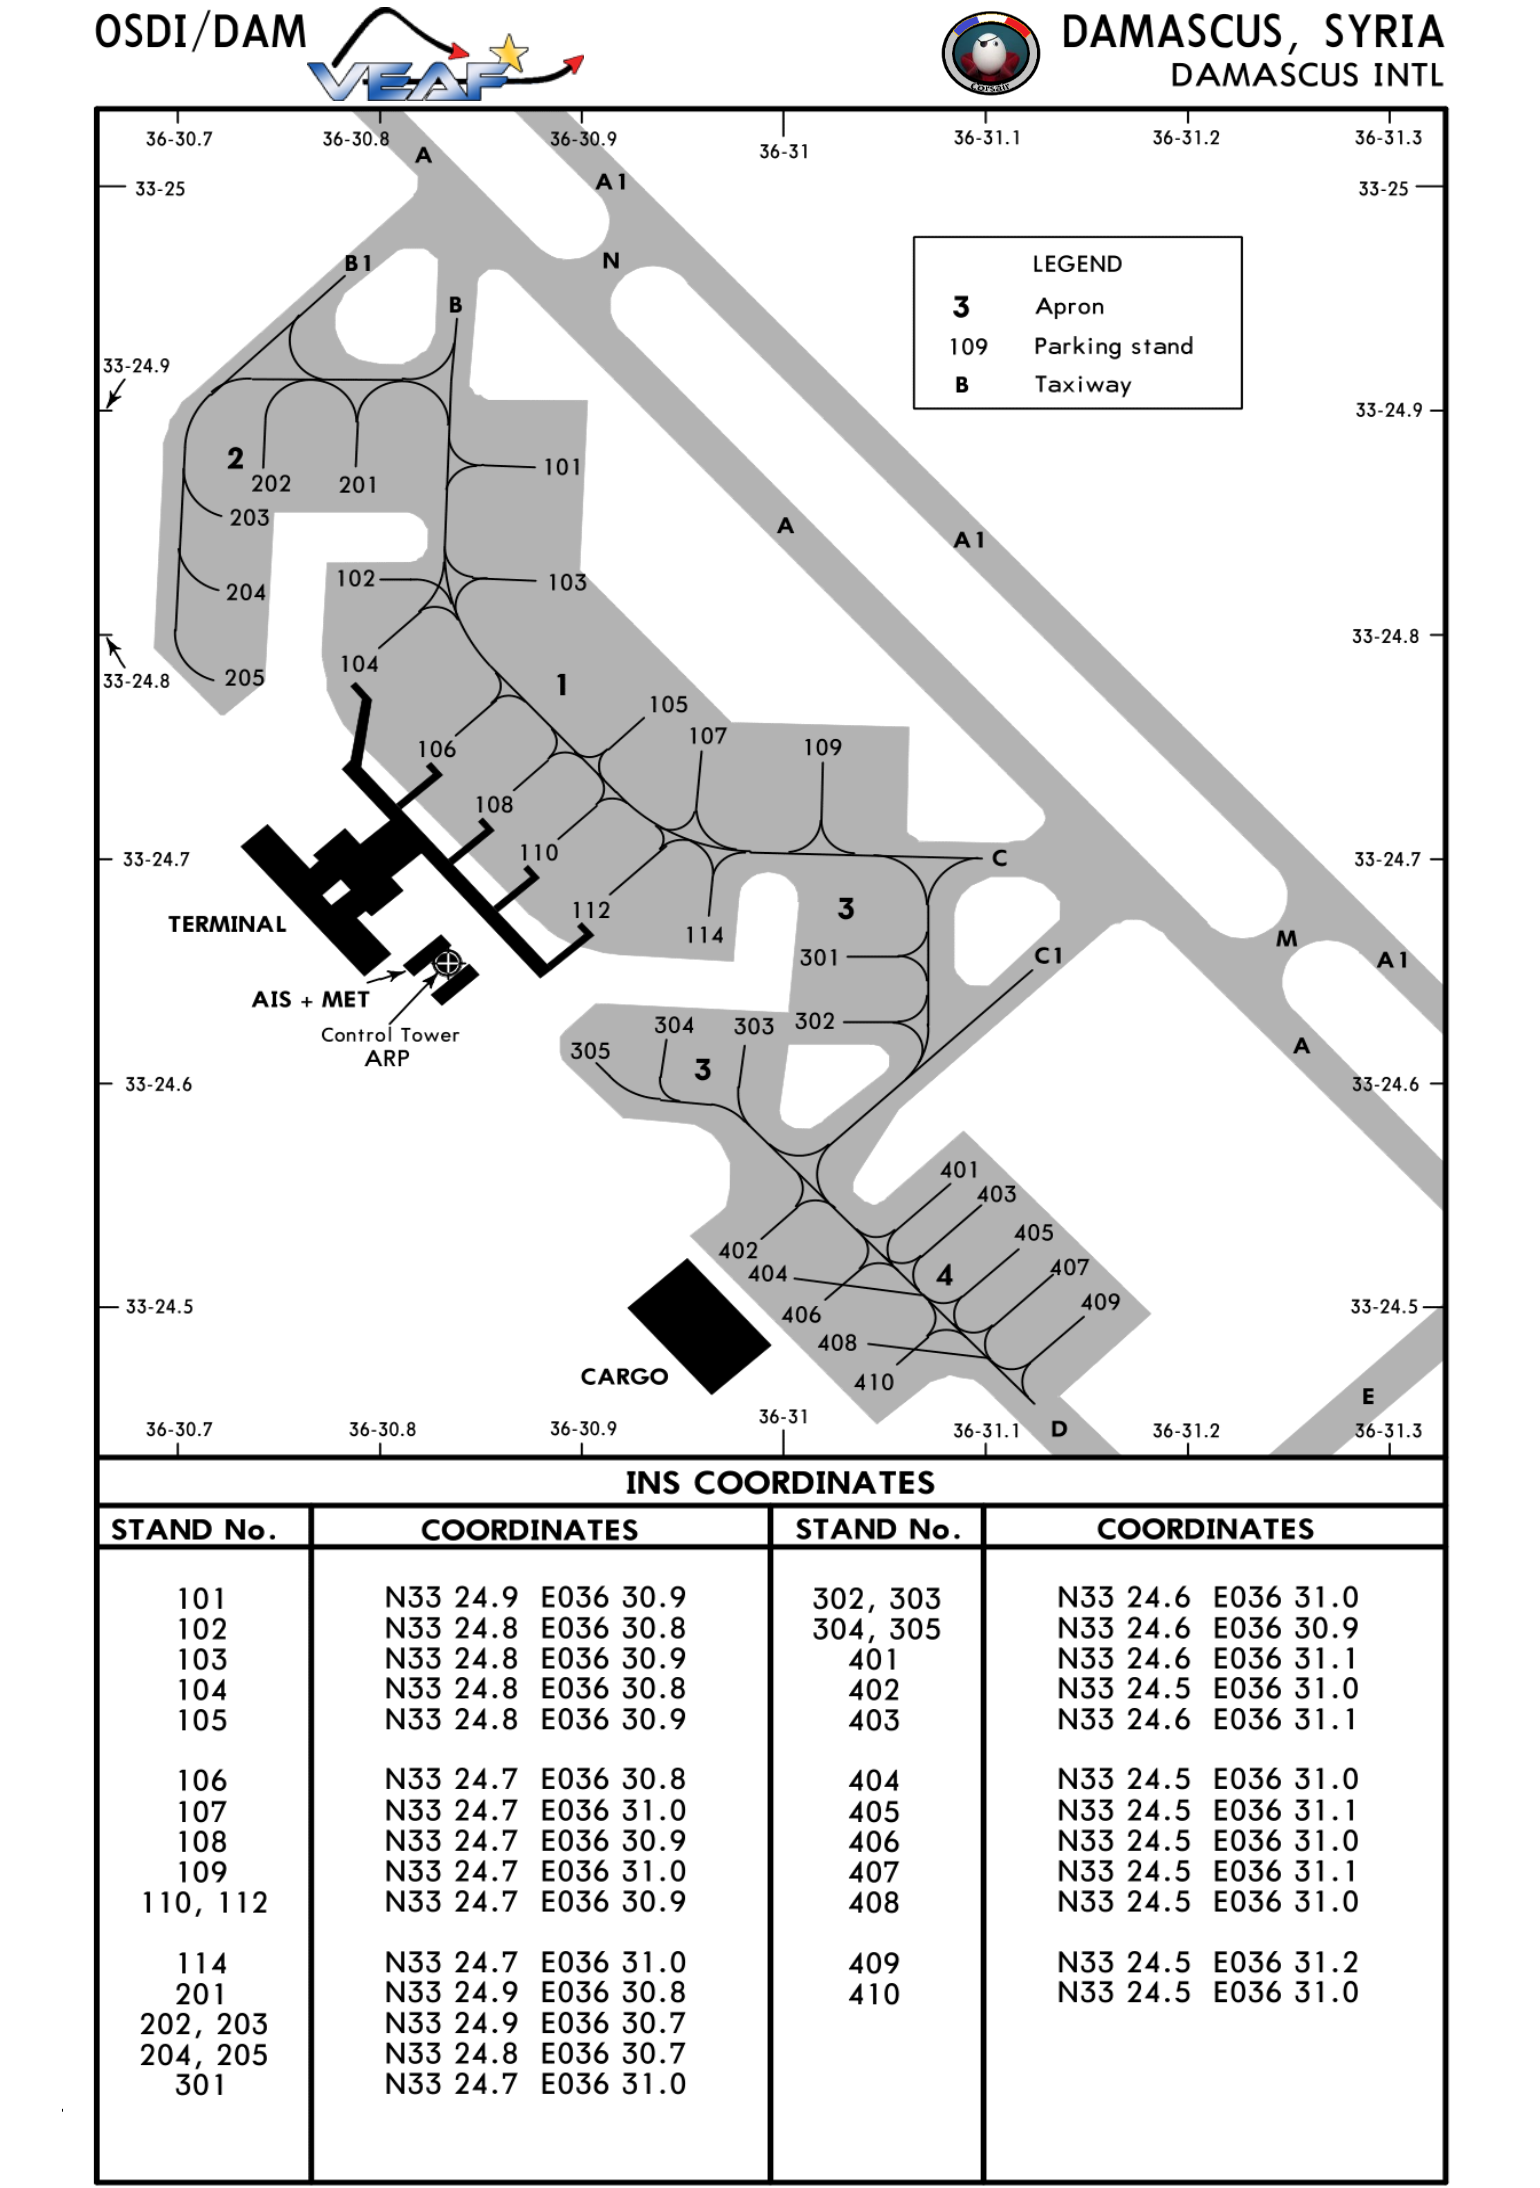 OSDI/DAM
VEAF
Corsair
DAMASCUS, SYRIA
DAMASCUS INTL
36-30.7
36-30.8
36-30.9
36-31
36-31.1
36-31.2
36-31.3
A
A1
33-25
33-25
N
B1
B
LEGEND
3 Apron
109 Parking stand
B Taxiway
33-24.9
33-24.9
2
202
201
101
203
A
A1
102
103
204
33-24.8
33-24.8
104
205
1
105
106
107
109
108
110
33-24.7
C
33-24.7
112
3
TERMINAL
114
M
301
C1
A1
AIS + MET
302
Control Tower
ARP
304
303
305
3
A
33-24.6
33-24.6
401
403
405
402
404
4
407
409
406
33-24.5
33-24.5
408
410
CARGO
E
D
36-30.7
36-30.8
36-30.9
36-31
36-31.1
36-31.2
36-31.3
INS COORDINATES
STAND No. COORDINATES STAND No. COORDINATES
101 N33 24.9 E036 30.9 302, 303 N33 24.6 E036 31.0
102 N33 24.8 E036 30.8 304, 305 N33 24.6 E036 30.9
103 N33 24.8 E036 30.9 401 N33 24.6 E036 31.1
104 N33 24.8 E036 30.8 402 N33 24.5 E036 31.0
105 N33 24.8 E036 30.9 403 N33 24.6 E036 31.1
106 N33 24.7 E036 30.8 404 N33 24.5 E036 31.0
107 N33 24.7 E036 31.0 405 N33 24.5 E036 31.1
108 N33 24.7 E036 30.9 406 N33 24.5 E036 31.0
109 N33 24.7 E036 31.0 407 N33 24.5 E036 31.1
110, 112 N33 24.7 E036 30.9 408 N33 24.5 E036 31.0
114 N33 24.7 E036 31.0 409 N33 24.5 E036 31.2
201 N33 24.9 E036 30.8 410 N33 24.5 E036 31.0
202, 203 N33 24.9 E036 30.7
204, 205 N33 24.8 E036 30.7
301 N33 24.7 E036 31.0